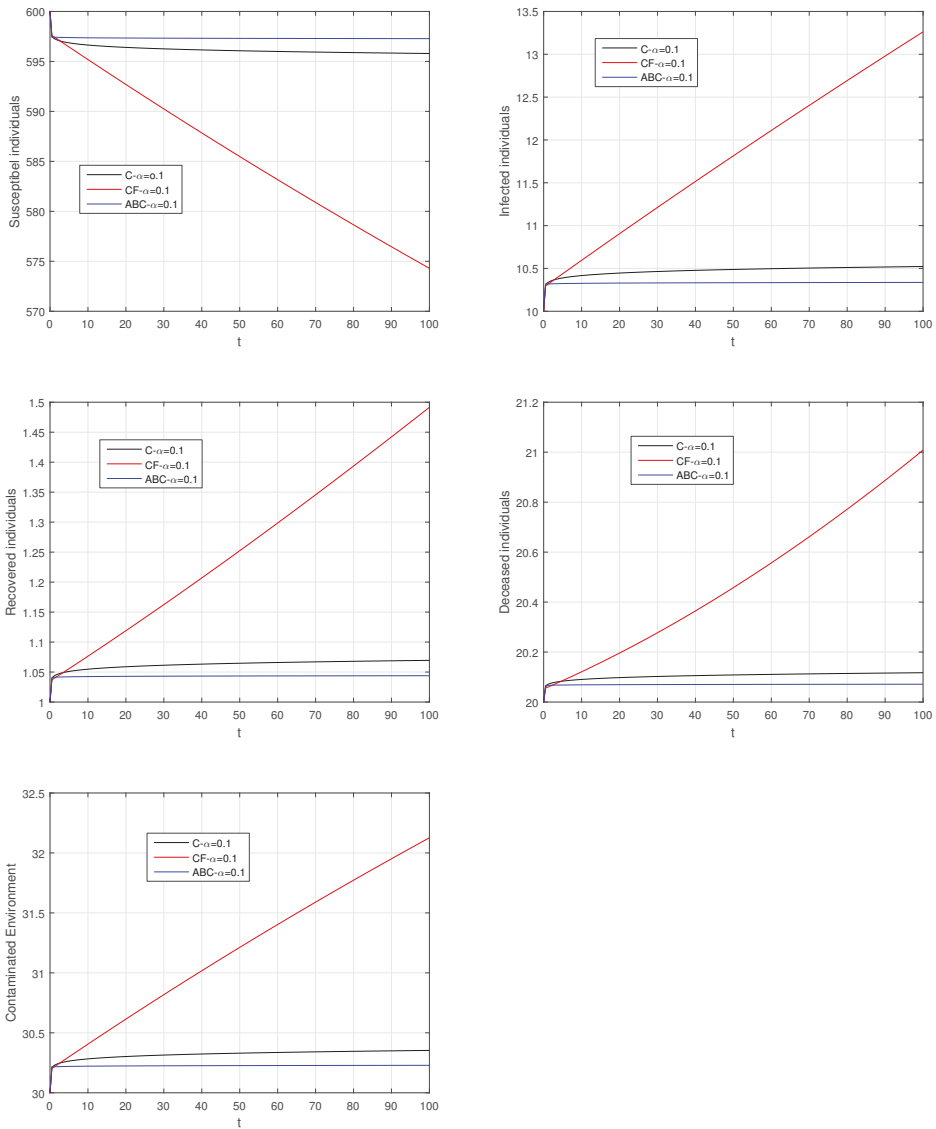 600
595
590
585
580
575
570
Susceptibel individuals
C-α=o.1
CF-α=0.1
ABC-α=0.1
0 10 20 30 40 50 60 70 80 90 100
t
13.5
13
12.5
12
11.5
11
10.5
10
Infected individuals
C-α=0.1
CF-α=0.1
ABC-α=0.1
0 10 20 30 40 50 60 70 80 90 100
t
1.5
1.45
1.4
1.35
1.3
1.25
1.2
1.15
1.1
1.05
1
Recovered individuals
C-α=0.1
CF-α=0.1
ABC-α=0.1
0 10 20 30 40 50 60 70 80 90 100
t
21.2
21
20.8
20.6
20.4
20.2
20
Deceased individuals
C-α=0.1
CF-α=0.1
ABC-α=0.1
0 10 20 30 40 50 60 70 80 90 100
t
32.5
32
31.5
31
30.5
30
Contaminated Environment
C-α=0.1
CF-α=0.1
ABC-α=0.1
0 10 20 30 40 50 60 70 80 90 100
t